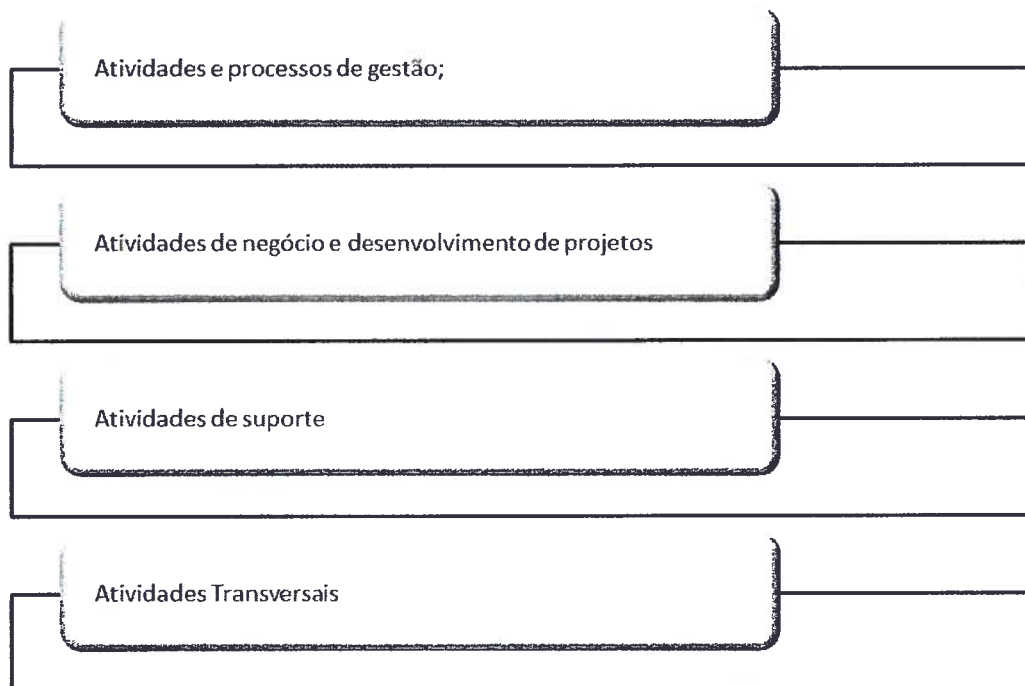 Atividades e processos de gestão;
Atividades de negócio e desenvolvimento de projetos
Atividades de suporte
Atividades Transversais